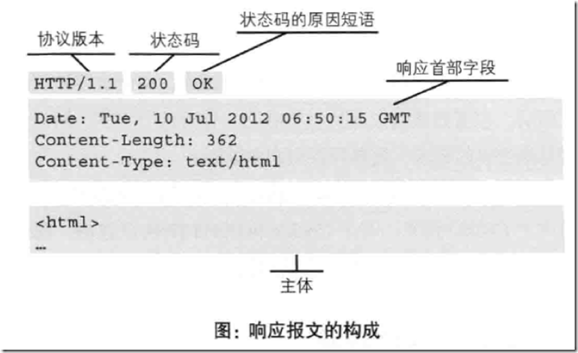 状态码的原因短语
协议版本 状态码
响应首部字段
HTTP/1.1 200 OK
Date: Tue, 10 Jul 2012 06:50:15 GMT
Content-Length: 362
Content-Type: text/html
<html>
…
主体
图：响应报文的构成